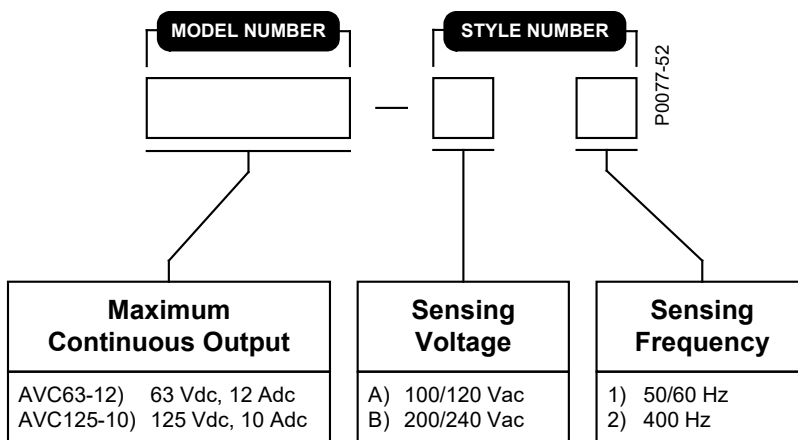 MODEL NUMBER
STYLE NUMBER
P0077-52
—
Maximum
Continuous Output
AVC63-12) 63 Vdc, 12 Adc
AVC125-10) 125 Vdc, 10 Adc
Sensing
Voltage
A) 100/120 Vac
B) 200/240 Vac
Sensing
Frequency
1) 50/60 Hz
2) 400 Hz